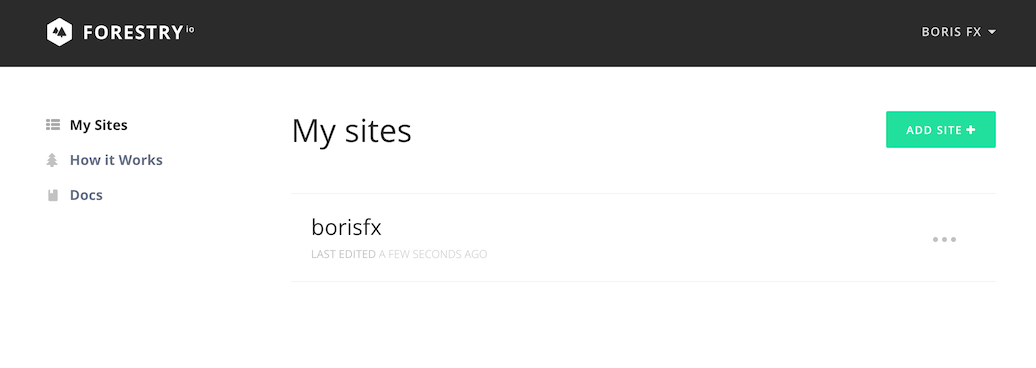 FORESTRY io
BORIS FX
My Sites
How it Works
Docs
My sites
ADD SITE
borisfx
LAST EDITED A FEW SECONDS AGO